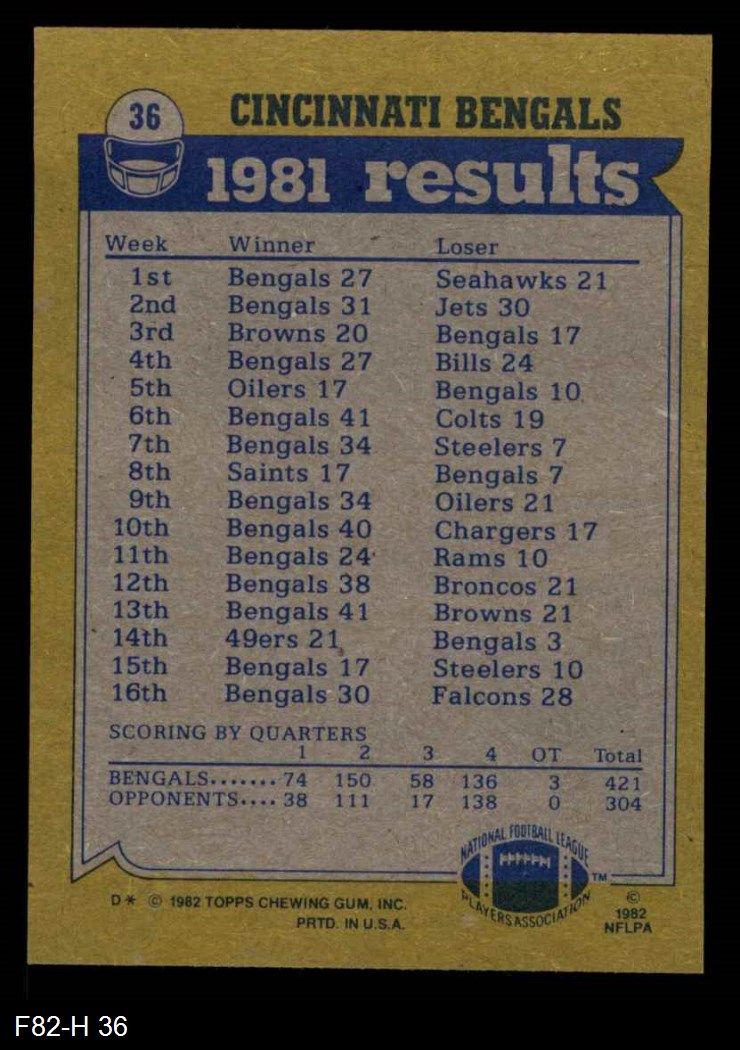 36
CINCINNATI BENGALS
1981 results
Week Winner Loser
1st Bengals 27 Seahawks 21
2nd Bengals 31 Jets 30
3rd Browns 20 Bengals 17
4th Bengals 27 Bills 24
5th Oilers 17 Bengals 10
6th Bengals 41 Colts 19
7th Bengals 34 Steelers 7
8th Saints 17 Bengals 7
9th Bengals 34 Oilers 21
10th Bengals 40 Chargers 17
11th Bengals 24 Rams 10
12th Bengals 38 Broncos 21
13th Bengals 41 Browns 21
14th 49ers 21 Bengals 3
15th Bengals 17 Steelers 10
16th Bengals 30 Falcons 28
SCORING BY QUARTERS
1 2 3 4 OT Total
BENGALS....... 74 150 58 136 3 421
OPPONENTS.... 38 111 17 138 0 304
NATIONAL FOOTBALL LEAGUE
PLAYERS ASSOCIATION
TM
D* © 1982 TOPPS CHEWING GUM, INC.
PRTD. IN U.S.A.
©
1982
NFLPA
F82-H 36